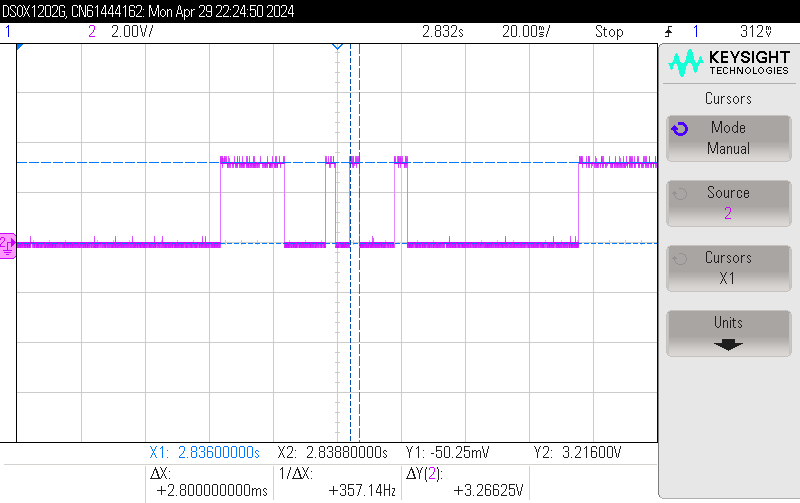 DSOX1202G, CN61444162: Mon Apr 29 22:24:50 2024
1 2 2.00V/ 2.832s 20.00ms/ Stop 1 312mV
KEYSIGHT
TECHNOLOGIES
Cursors
Mode
Manual
Source
2
Cursors
X1
Units
2
X1: 2.83600000s X2: 2.83880000s Y1: -50.25mV Y2: 3.21600V
ΔX: 1/ΔX: ΔY(2):
+2.800000000ms +357.14Hz +3.26625V